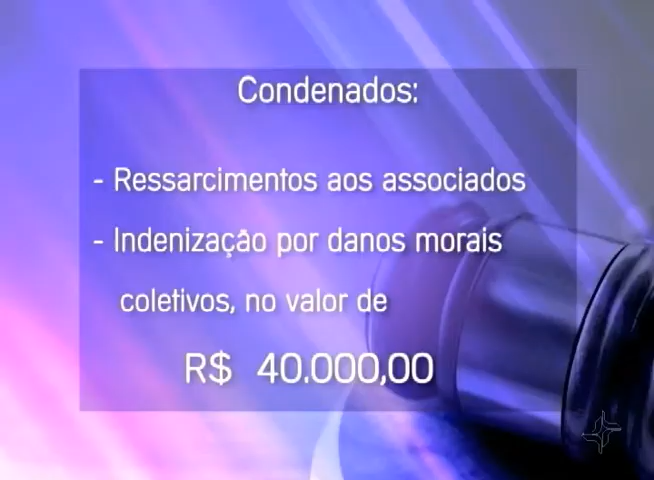 Condenados:
- Ressarcimentos aos associados
- Indenização por danos morais
coletivos, no valor de
R$ 40.000,00